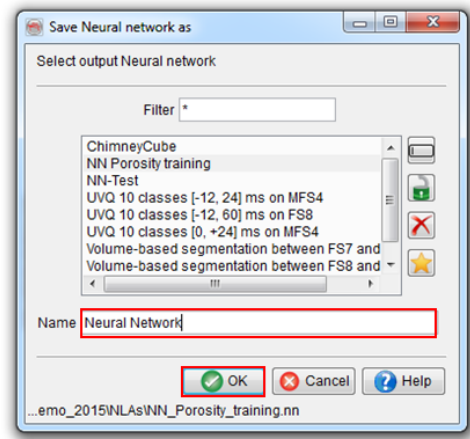 Save Neural network as
Select output Neural network
Filter *
ChimneyCube
NN Porosity training
NN-Test
UVQ 10 classes [-12, 24] ms on MFS4
UVQ 10 classes [-12, 60] ms on FS8
UVQ 10 classes [0, +24] ms on MFS4
Volume-based segmentation between FS7 and
Volume-based segmentation between FS8 and
Name Neural Network
OK Cancel Help
...emo_2015\NLAs\NN_Porosity_training.nn